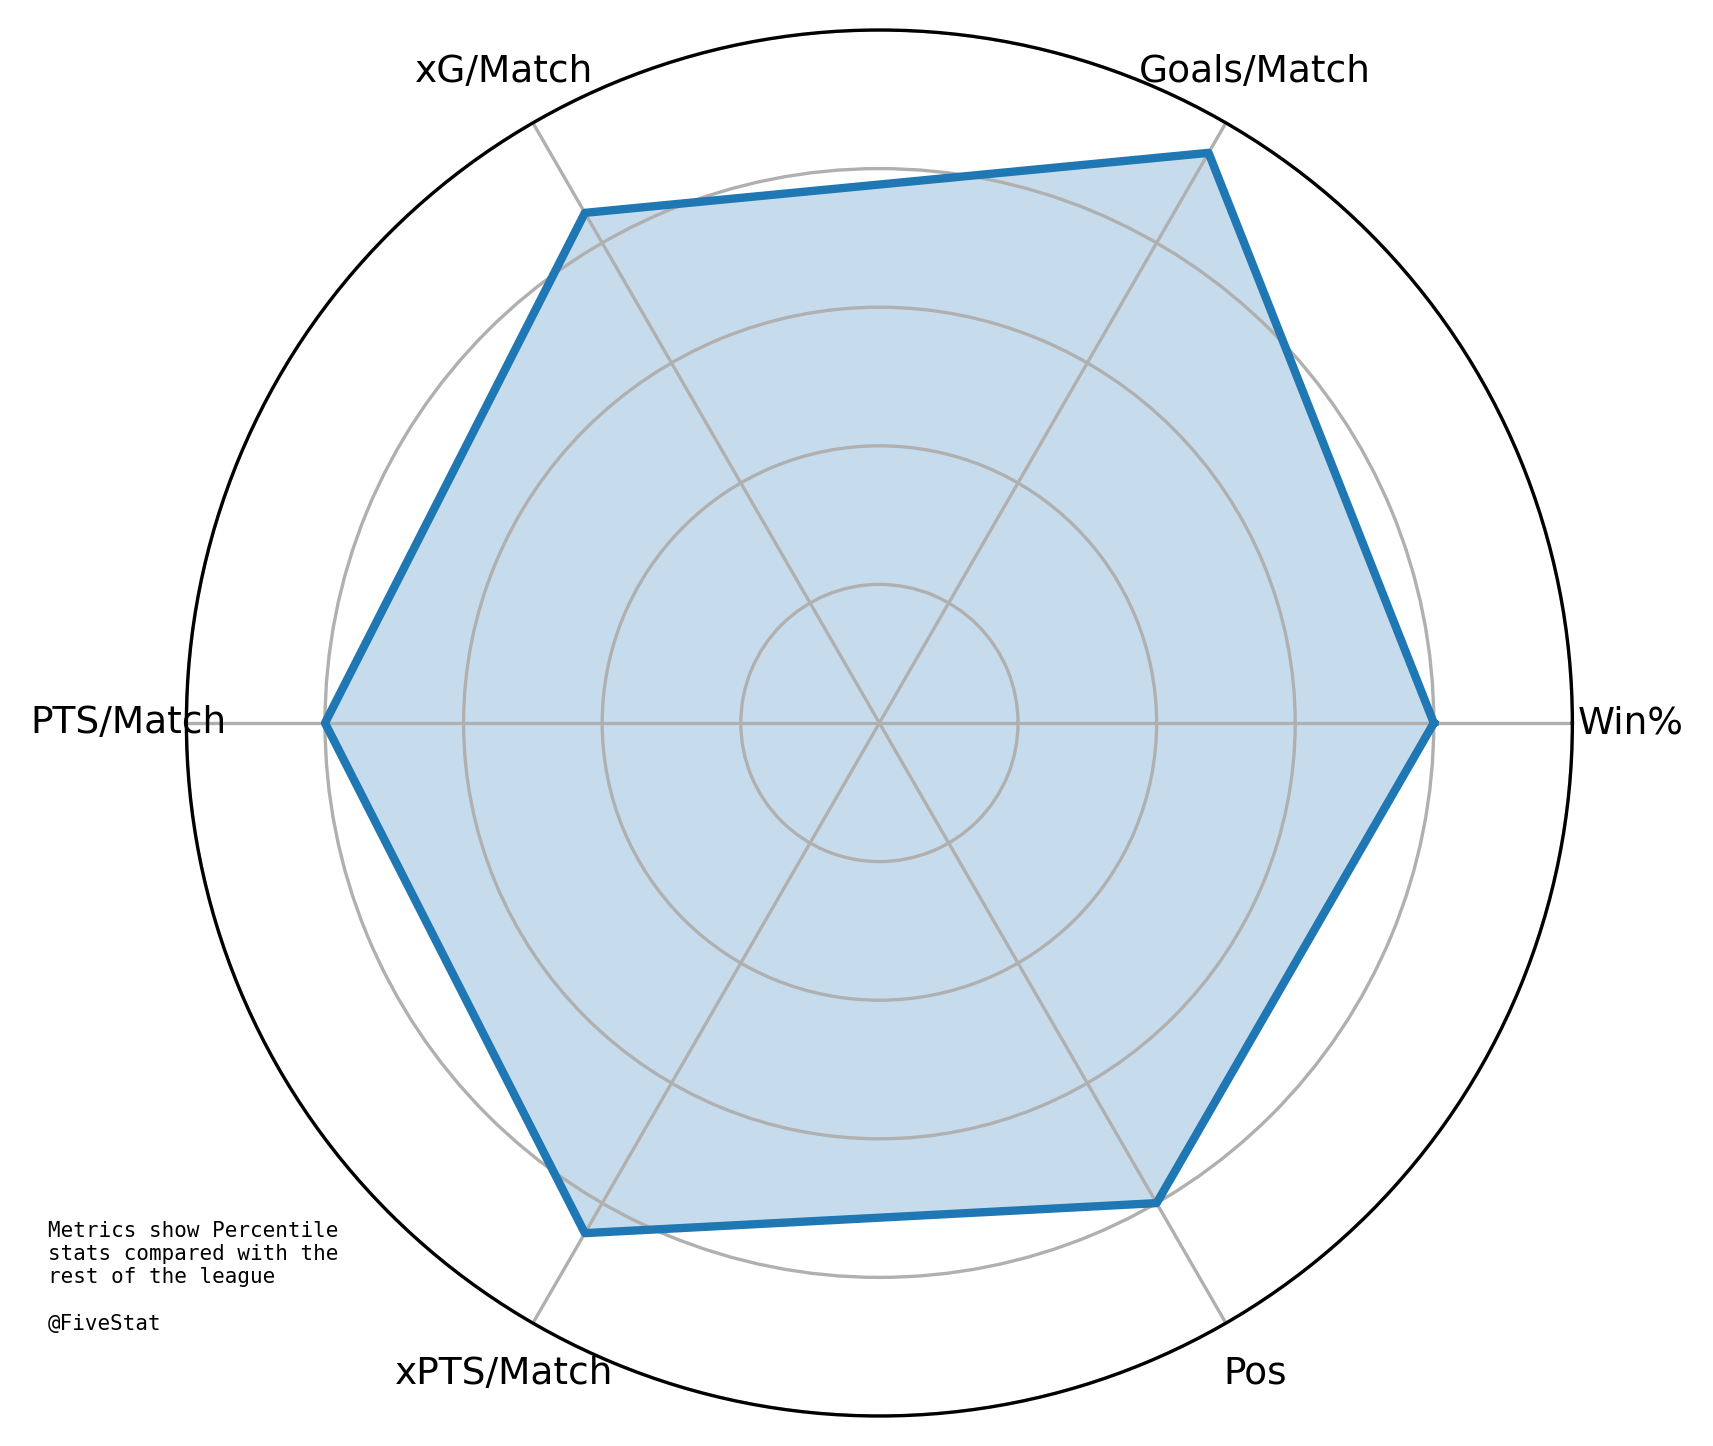 xG/Match
Goals/Match
PTS/Match
Win%
Metrics show Percentile
stats compared with the
rest of the league
@FiveStat
xPTS/Match
Pos